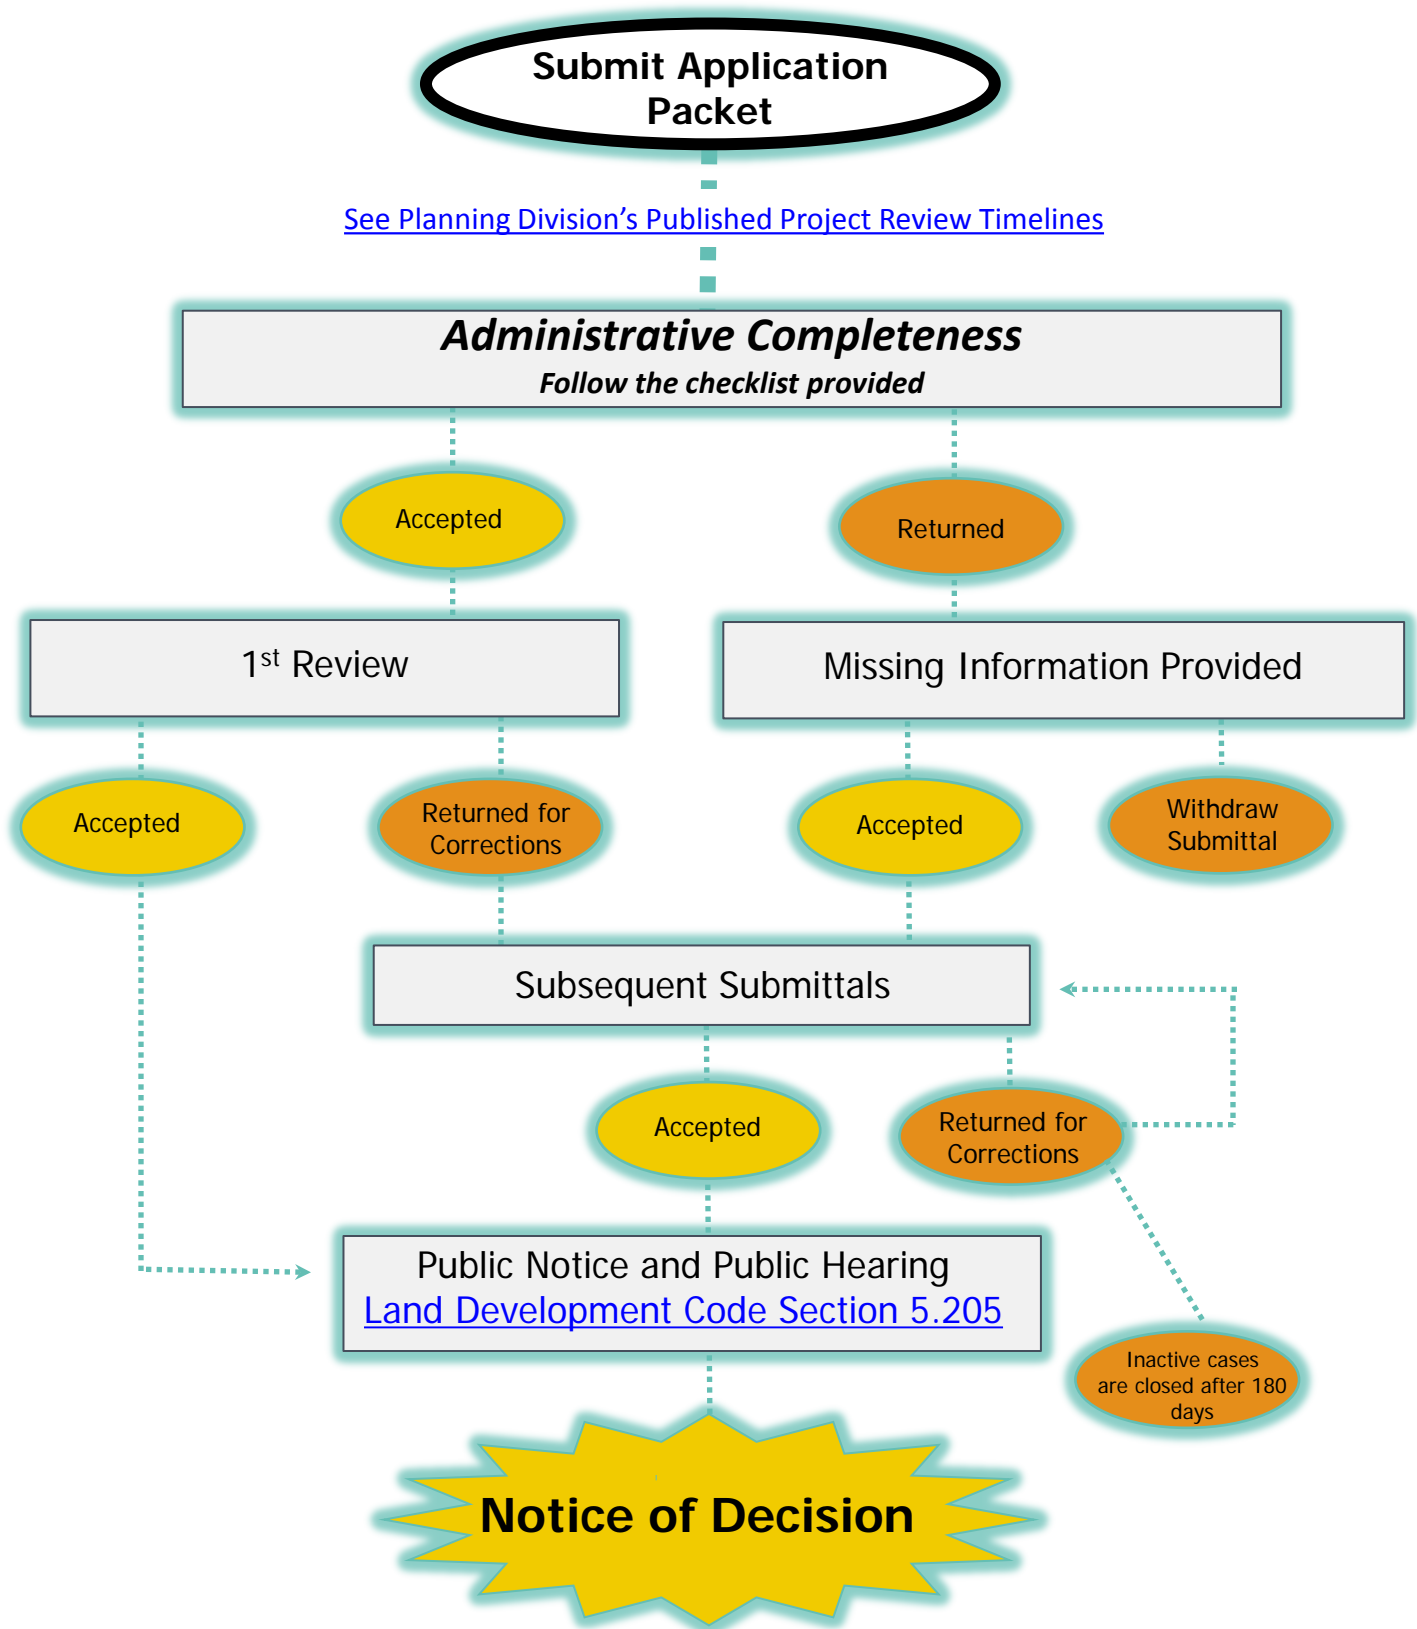 Submit Application
Packet
See Planning Division’s Published Project Review Timelines
Administrative Completeness
Follow the checklist provided
Accepted
Returned
1st Review
Missing Information Provided
Accepted
Returned for
Corrections
Accepted
Withdraw
Submittal
Subsequent Submittals
Accepted
Returned for
Corrections
Public Notice and Public Hearing
Land Development Code Section 5.205
Inactive cases
are closed after 180
days
Notice of Decision